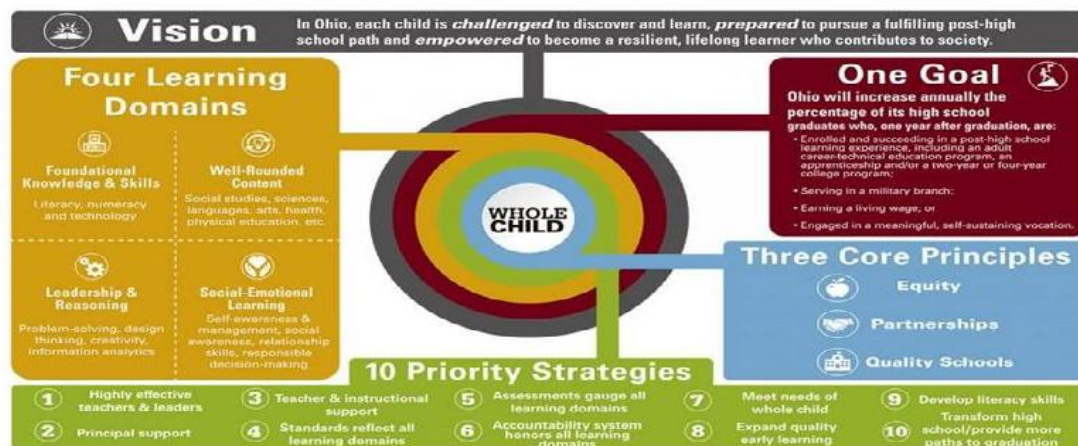 Vision
In Ohio, each child is challenged to discover and learn, prepared to pursue a fulfilling post-high
school path and empowered to become a resilient, lifelong learner who contributes to society.
Four Learning
Domains
Foundational
Knowledge & Skills
Literacy, numeracy
and technology
Well-Rounded
Content
Social studies, sciences,
languages, arts, health,
physical education, etc.
Leadership &
Reasoning
Problem-solving, design
thinking, creativity,
information analytics
Social-Emotional
Learning
Self-awareness &
management, social
awareness, relationship
skills, responsible
decision-making
WHOLE
CHILD
One Goal
Ohio will increase annually the
percentage of its high school
graduates who, one year after graduation, are:
• Enrolled and succeeding in a post-high school
learning experience, including an adult
career-technical education program, an
apprenticeship and/or a two-year or four-year
college program;
• Serving in a military branch;
• Earning a living wage; or
• Engaged in a meaningful, self-sustaining vocation.
Three Core Principles
Equity
Partnerships
Quality Schools
10 Priority Strategies
1 Highly effective
teachers & leaders
2 Principal support
3 Teacher & instructional
support
4 Standards reflect all
learning domains
5 Assessments gauge all
learning domains
6 Accountability system
honors all learning
domains
7 Meet needs of
whole child
8 Expand quality
early learning
9 Develop literacy skills
10 Transform high
school/provide more
paths to graduation